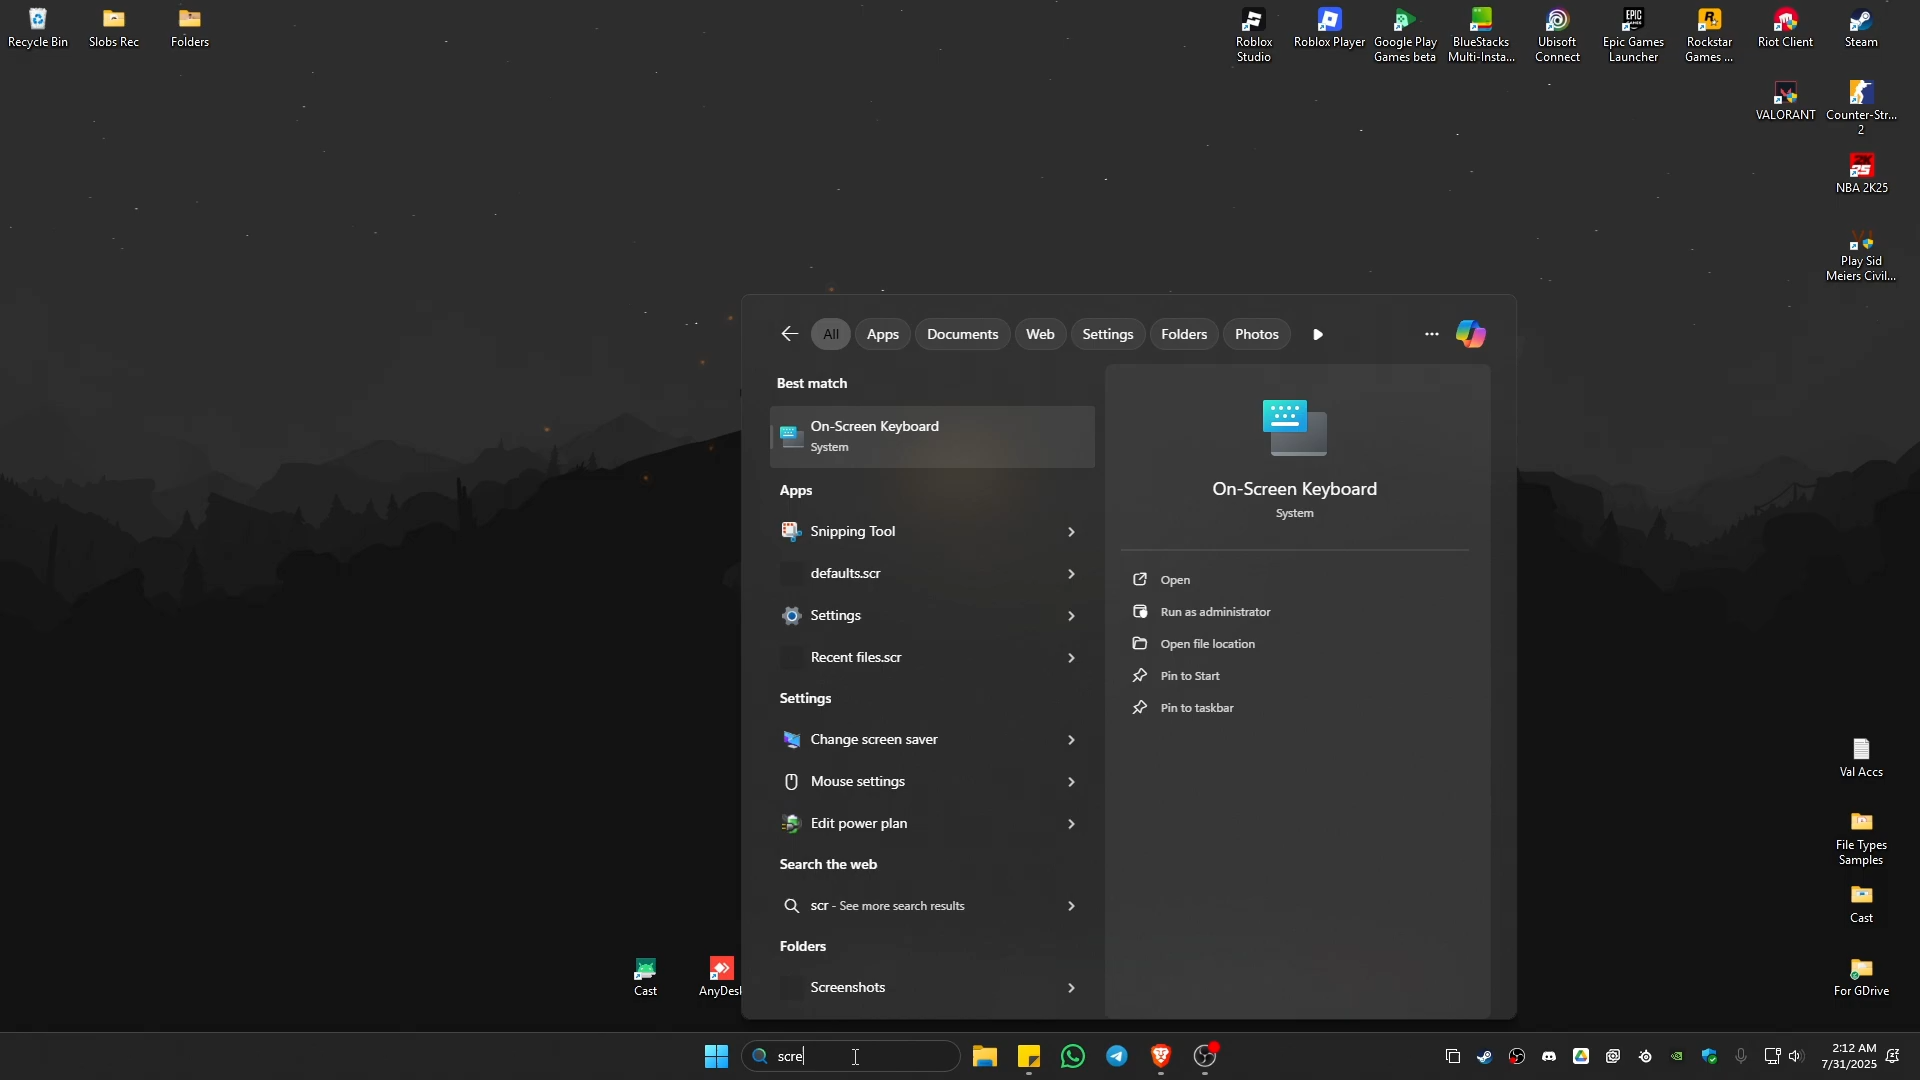 Recycle Bin
Slobs Rec
Folders
Roblox
Studio
Roblox Player
Google Play
Games beta
BlueStacks
Multi-Insta...
Ubisoft
Connect
Epic Games
Launcher
Rockstar
Games ...
Riot Client
Steam
VALORANT
Counter-Str...
2
NBA 2K25
Play Sid
Meiers Civil...
All
Apps
Documents
Web
Settings
Folders
Photos
Best match
On-Screen Keyboard
System
Apps
Snipping Tool
defaults.scr
Settings
Recent files.scr
Settings
Change screen saver
Mouse settings
Edit power plan
Search the web
scr - See more search results
Folders
Screenshots
On-Screen Keyboard
System
Open
Run as administrator
Open file location
Pin to Start
Pin to taskbar
Val Accs
File Types
Samples
Cast
For GDrive
Cast
AnyDesk
scre
2:12 AM
7/31/2025